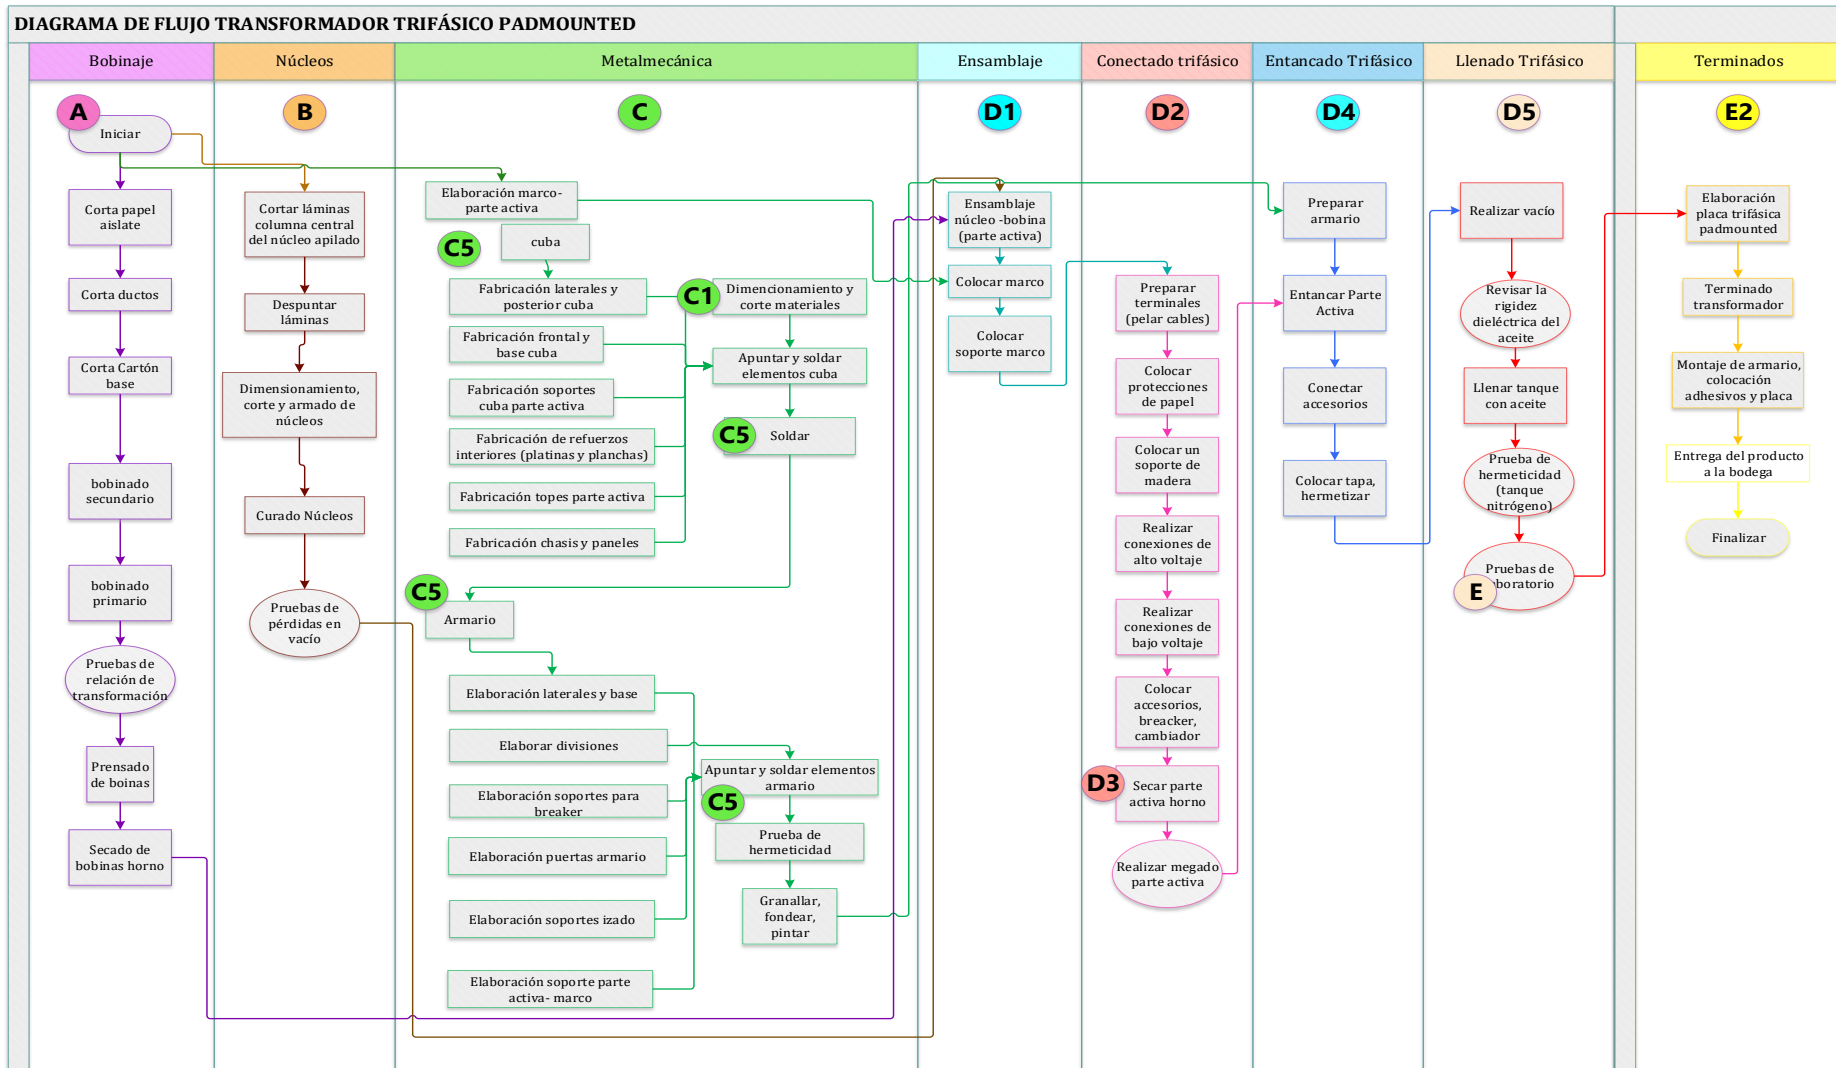 DIAGRAMA DE FLUJO TRANSFORMADOR TRIFÁSICO PADMOUNTED
Bobinaje
Núcleos
Metalmecánica
Ensamblaje
Conectado trifásico
Entancado Trifásico
Llenado Trifásico
Terminados
A
B
C
D1
D2
D4
D5
E2
Iniciar
Corta papel
aislate
Corta ductos
Corta Cartón
base
bobinado
secundario
bobinado
primario
Pruebas de
relación de
transformación
Prensado
de boinas
Secado de
bobinas horno
Cortar láminas
columna central
del núcleo apilado
Despuntar
láminas
Dimensionamiento,
corte y armado de
núcleos
Curado Núcleos
Pruebas de
pérdidas en
vacío
Elaboración marco-
parte activa
C5
cuba
Fabricación laterales y
posterior cuba
Fabricación frontal y
base cuba
Fabricación soportes
cuba parte activa
Fabricación de refuerzos
interiores (platinas y planchas)
Fabricación topes parte activa
Fabricación chasis y paneles
C1
Dimencionamiento y
corte materiales
Apuntar y soldar
elementos cuba
C5
Soldar
C5
Armario
Elaboración laterales y base
Elaborar divisiones
Elaboración soportes para
breaker
Elaboración puertas armario
Elaboración soportes izado
Elaboración soporte parte
activa- marco
Apuntar y soldar elementos
armario
C5
Prueba de
hermeticidad
Granallar,
fondear,
pintar
Ensamblaje
núcleo -bobina
(parte activa)
Colocar marco
Colocar
soporte marco
Preparar
terminales
(pelar cables)
Colocar
protecciones
de papel
Colocar un
soporte de
madera
Realizar
conexiones de
alto voltaje
Realizar
conexiones de
bajo voltaje
Colocar
accesorios,
breacker,
cambiador
D3
Secar parte
activa horno
Realizar megado
parte activa
Preparar
armario
Entancar Parte
Activa
Conectar
accesorios
Colocar tapa,
hermetizar
Realizar vacío
Revisar la
rigidez
dieléctrica del
aceite
Llenar tanque
con aceite
Prueba de
hermeticidad
(tanque
nitrógeno)
Pruebas de
boratorio
E
Elaboración
placa trifásica
padmounted
Terminado
transformador
Montaje de armario,
colocación
adhesivos y placa
Entrega del producto
a la bodega
Finalizar